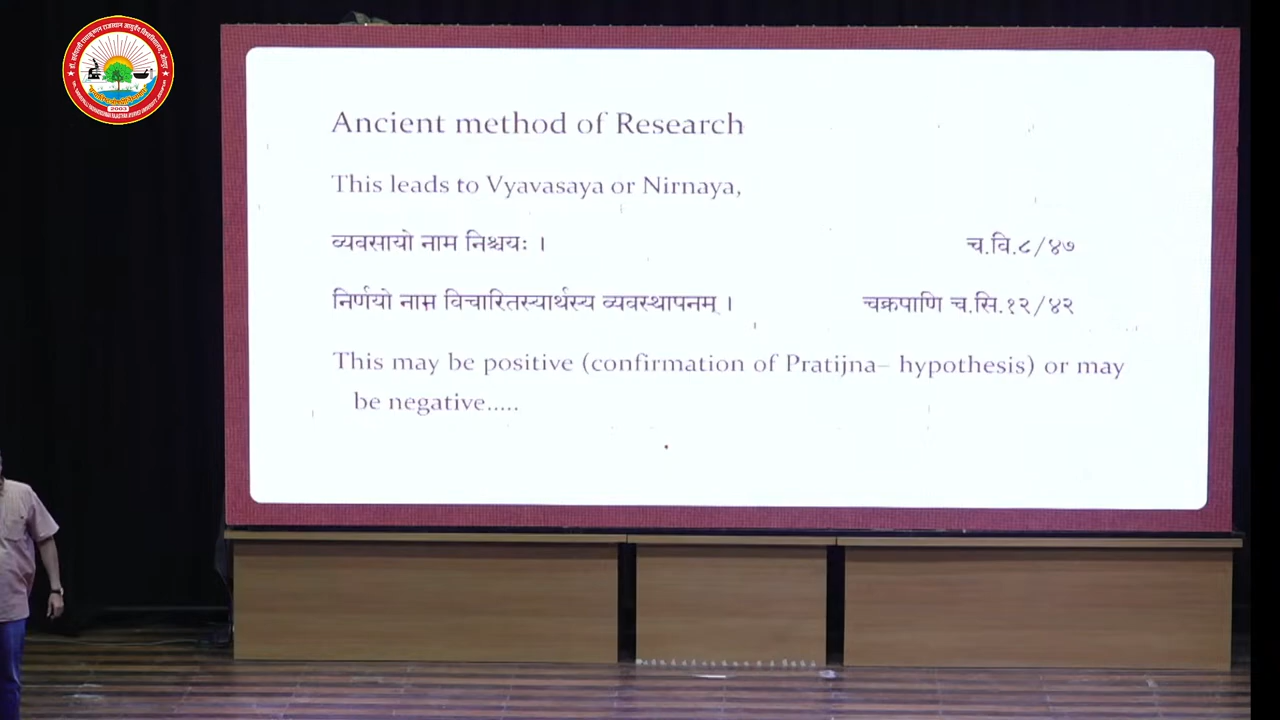 Ancient method of Research
This leads to Vyavasaya or Nirnaya,
व्यवसायो नाम निश्चयः । च.वि.८/४७
निर्णयो नाम विचारितस्यार्थस्य व्यवस्थापनम् । चक्रपाणि च.सि.१२/४२
This may be positive (confirmation of Pratijna– hypothesis) or may
be negative.....
2003